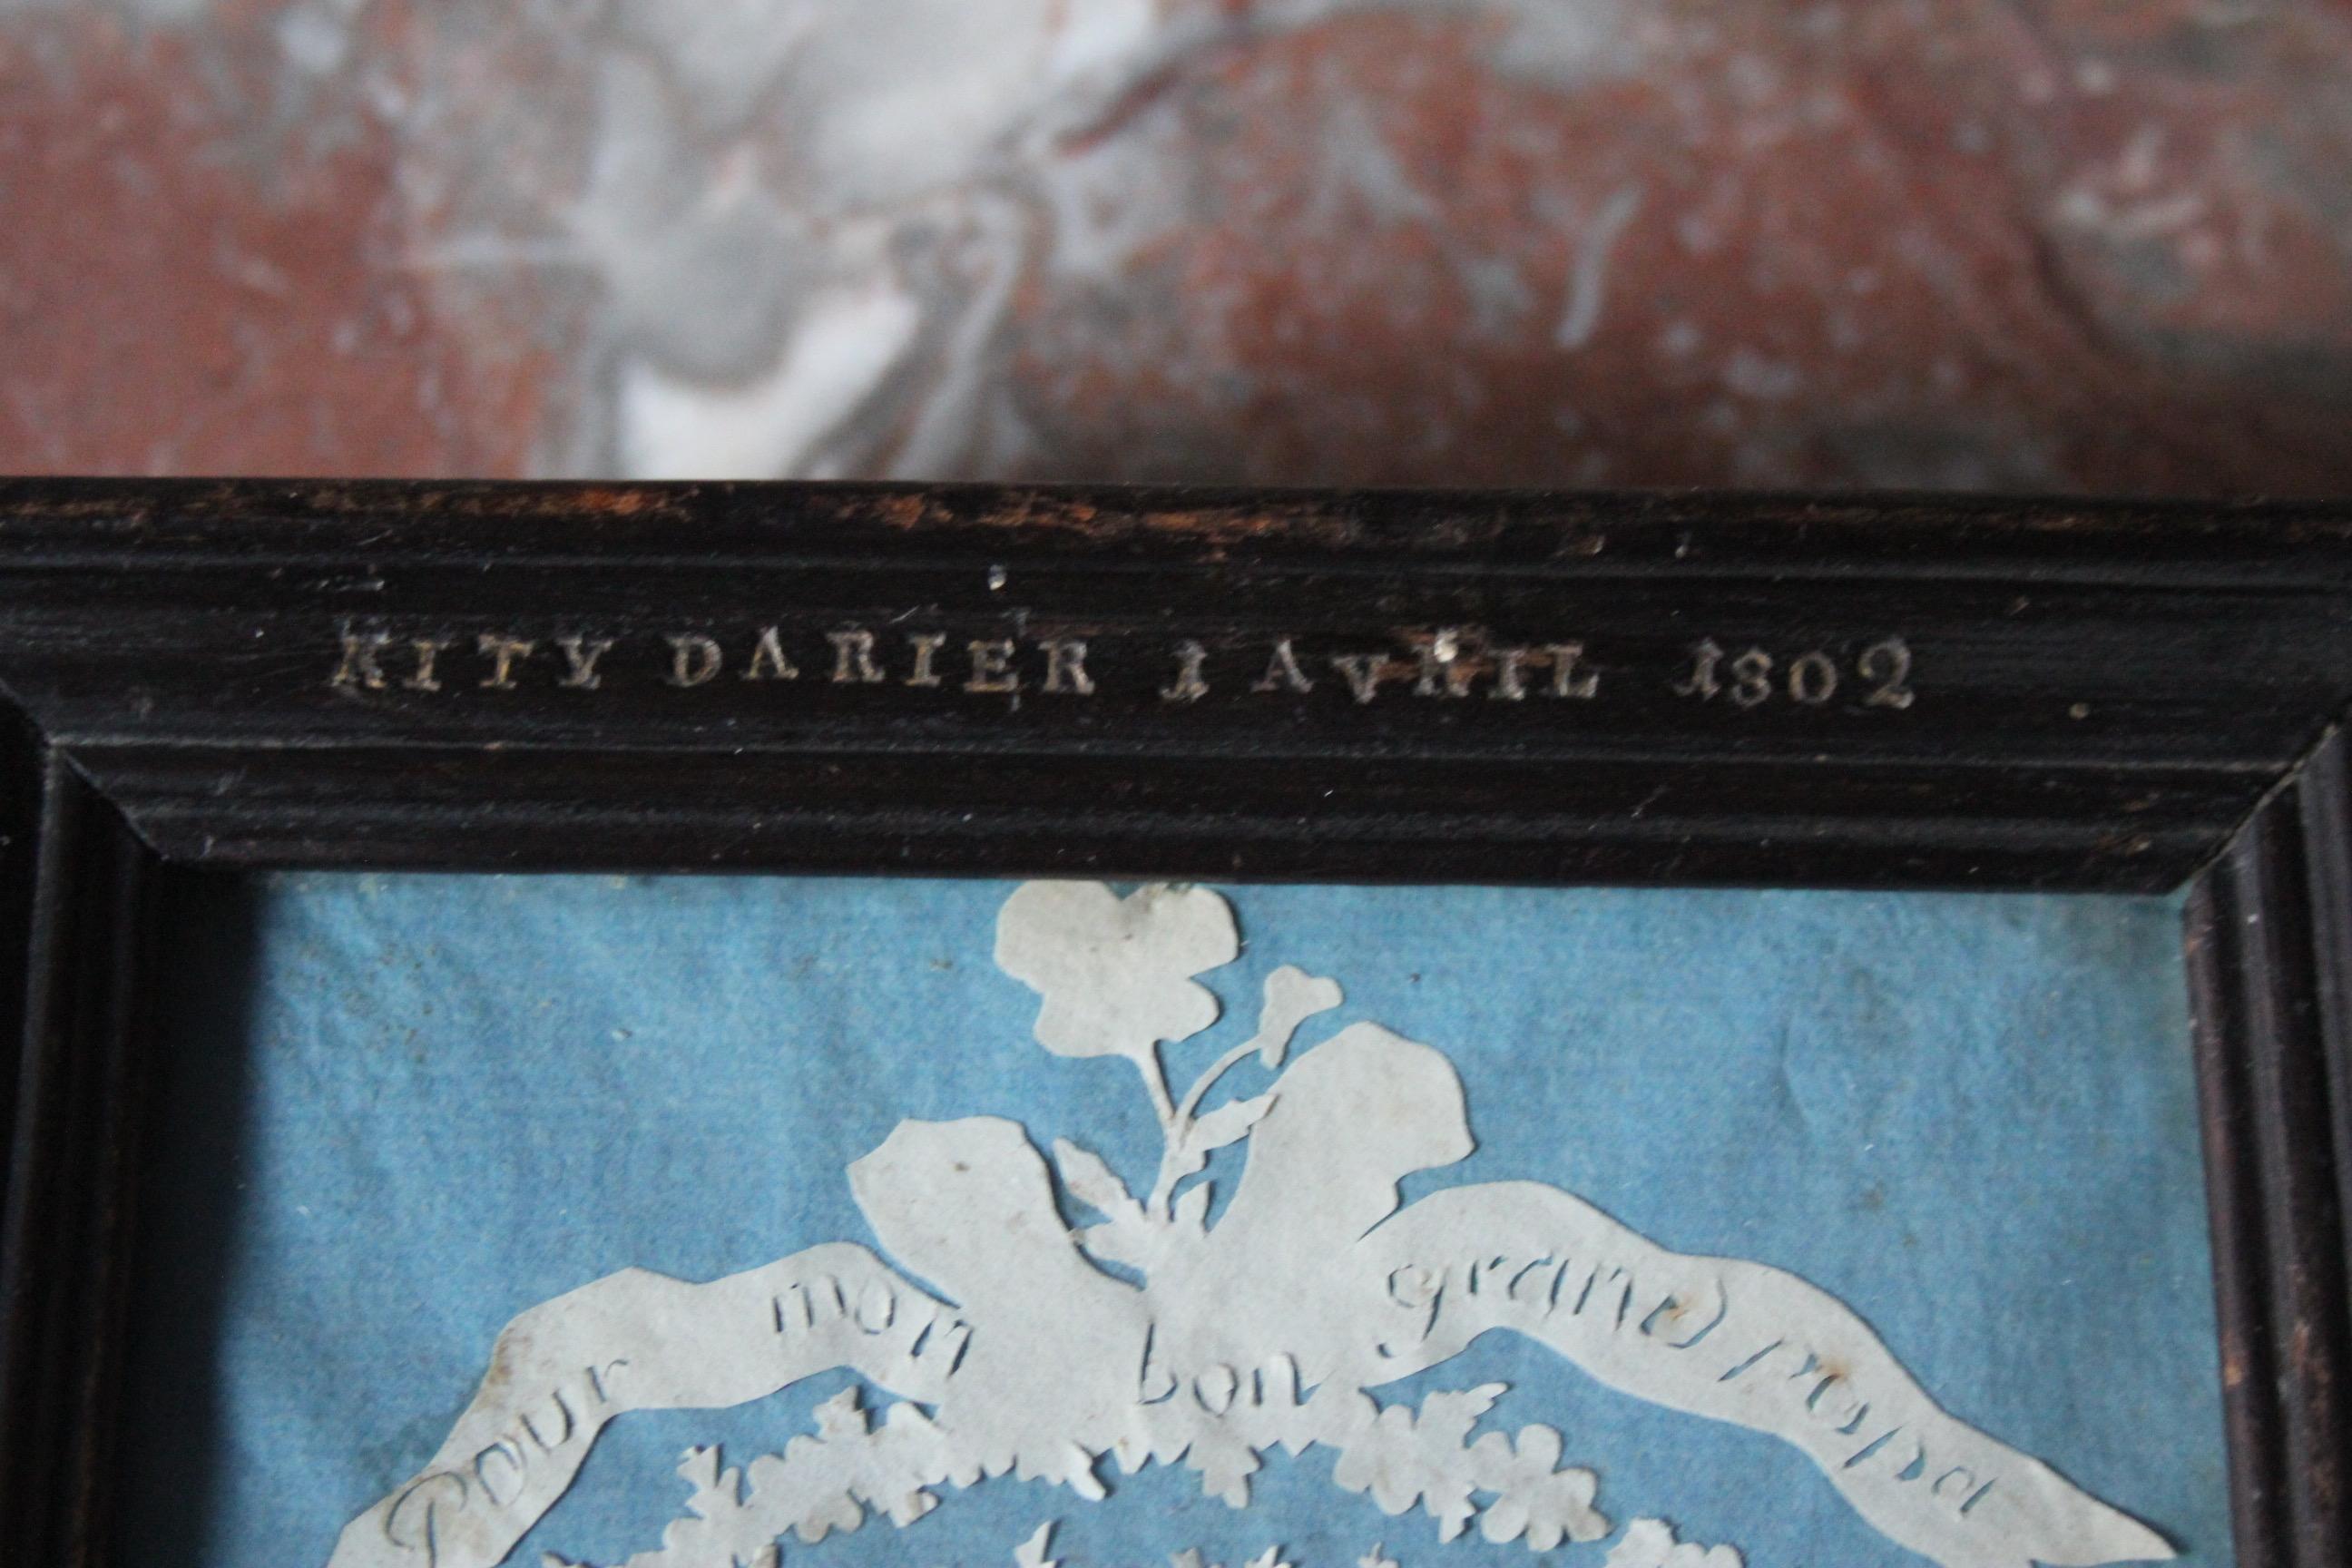 KITY DARIER 1 AVRIL 1802
Pour mon bon grand papa